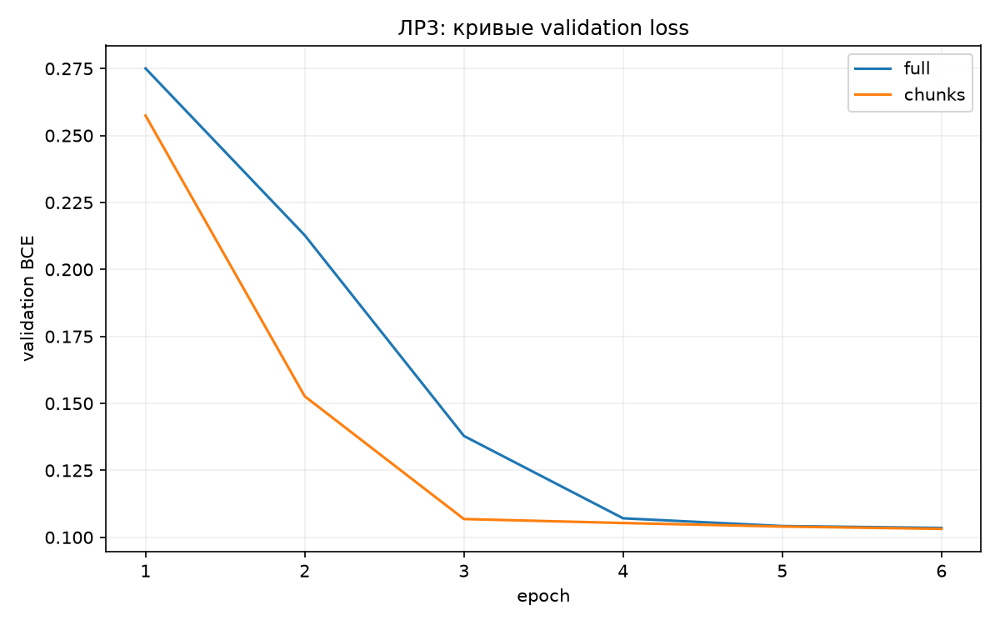 ЛР3: кривые validation loss
full
chunks
validation BCE
0.275
0.250
0.225
0.200
0.175
0.150
0.125
0.100
1 2 3 4 5 6
epoch